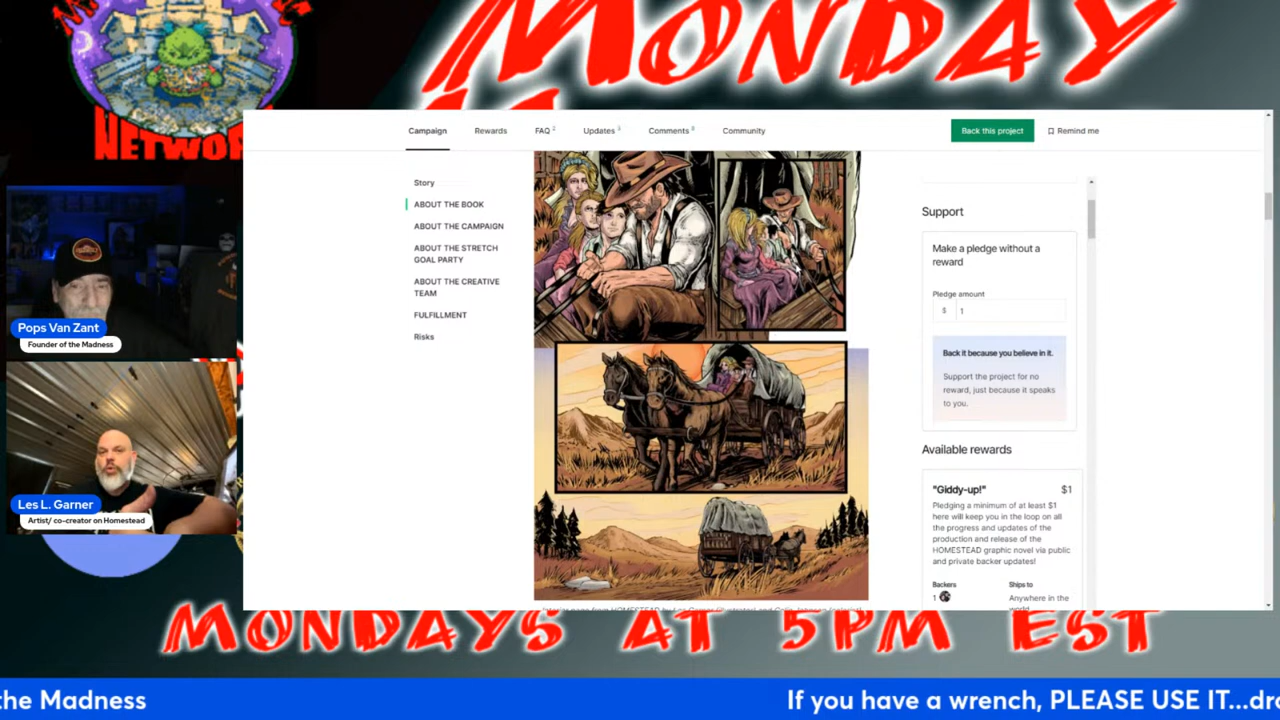 MONDAY
NETWOR
Campaign
Rewards
FAQ 2
Updates 5
Comments 8
Community
Back this project
Remind me
Story
ABOUT THE BOOK
ABOUT THE CAMPAIGN
ABOUT THE STRETCH
GOAL PARTY
ABOUT THE CREATIVE
TEAM
FULFILLMENT
Risks
Support
Make a pledge without a
reward
Pledge amount
$ 1
Back it because you believe in it.
Support the project for no
reward, just because it speaks
to you.
Available rewards
"Giddy-up!" $1
Pledging a minimum of at least $1
here will keep you in the loop on all
the progress and updates of the
production and release of the
HOMESTEAD graphic novel via public
and private backer updates!
Backers
1
Ships to
Anywhere in the
world
Pops Van Zant
Founder of the Madness
Les L. Garner
Artist/ co-creator on Homestead
MONDAYS AT 5PM EST
the Madness
If you have a wrench, PLEASE USE IT...dro